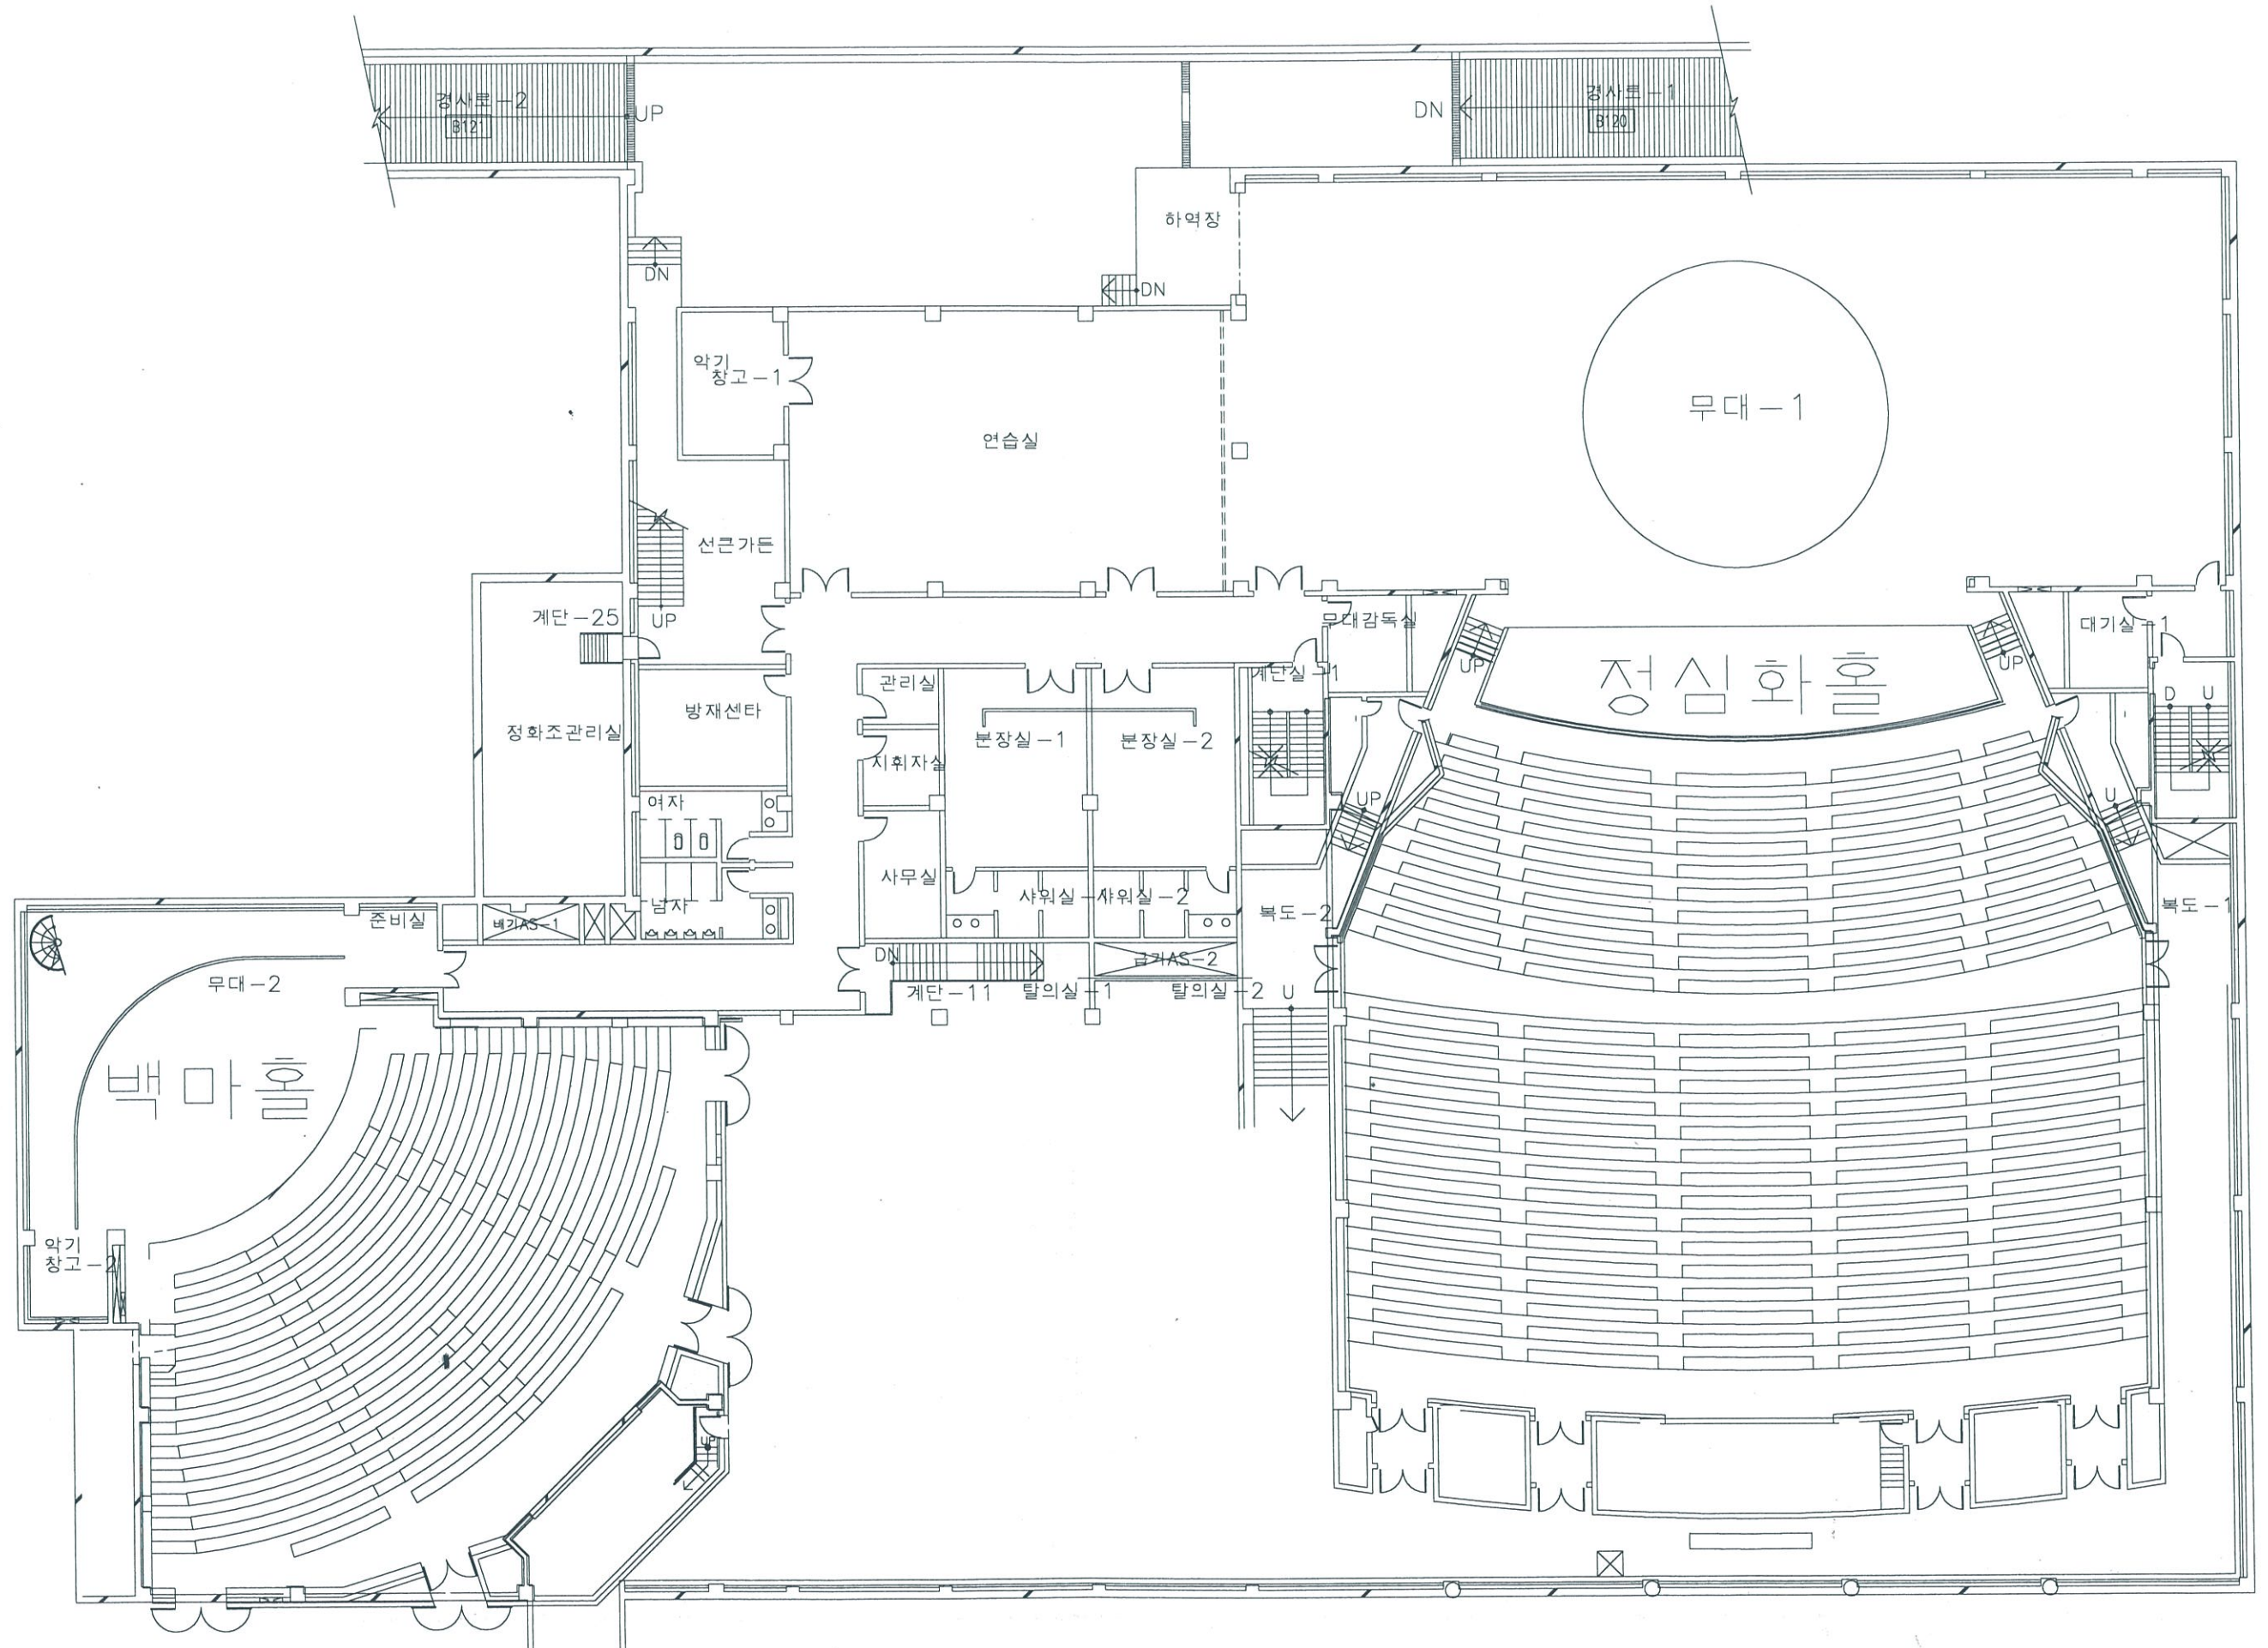 경사로-2
B121
UP
DN
경사로-1
B120
하역장
DN
DN
악기
창고-1
연습실
무대-1
선큰가든
계단-25
UP
무대감독실
대기실-1
UP
UP
정심화홀
계단실-1
관리실
방재센타
정화조관리실
분장실-1
분장실-2
지휘자실
D U
여자
UP
U
사무실
샤워실
샤워실-2
남자
배기AS-1
준비실
복도-2
복도-1
DN
급기AS-2
무대-2
계단-11
탈의실-1
탈의실-2
U
백마홀
악기
창고-2
UP